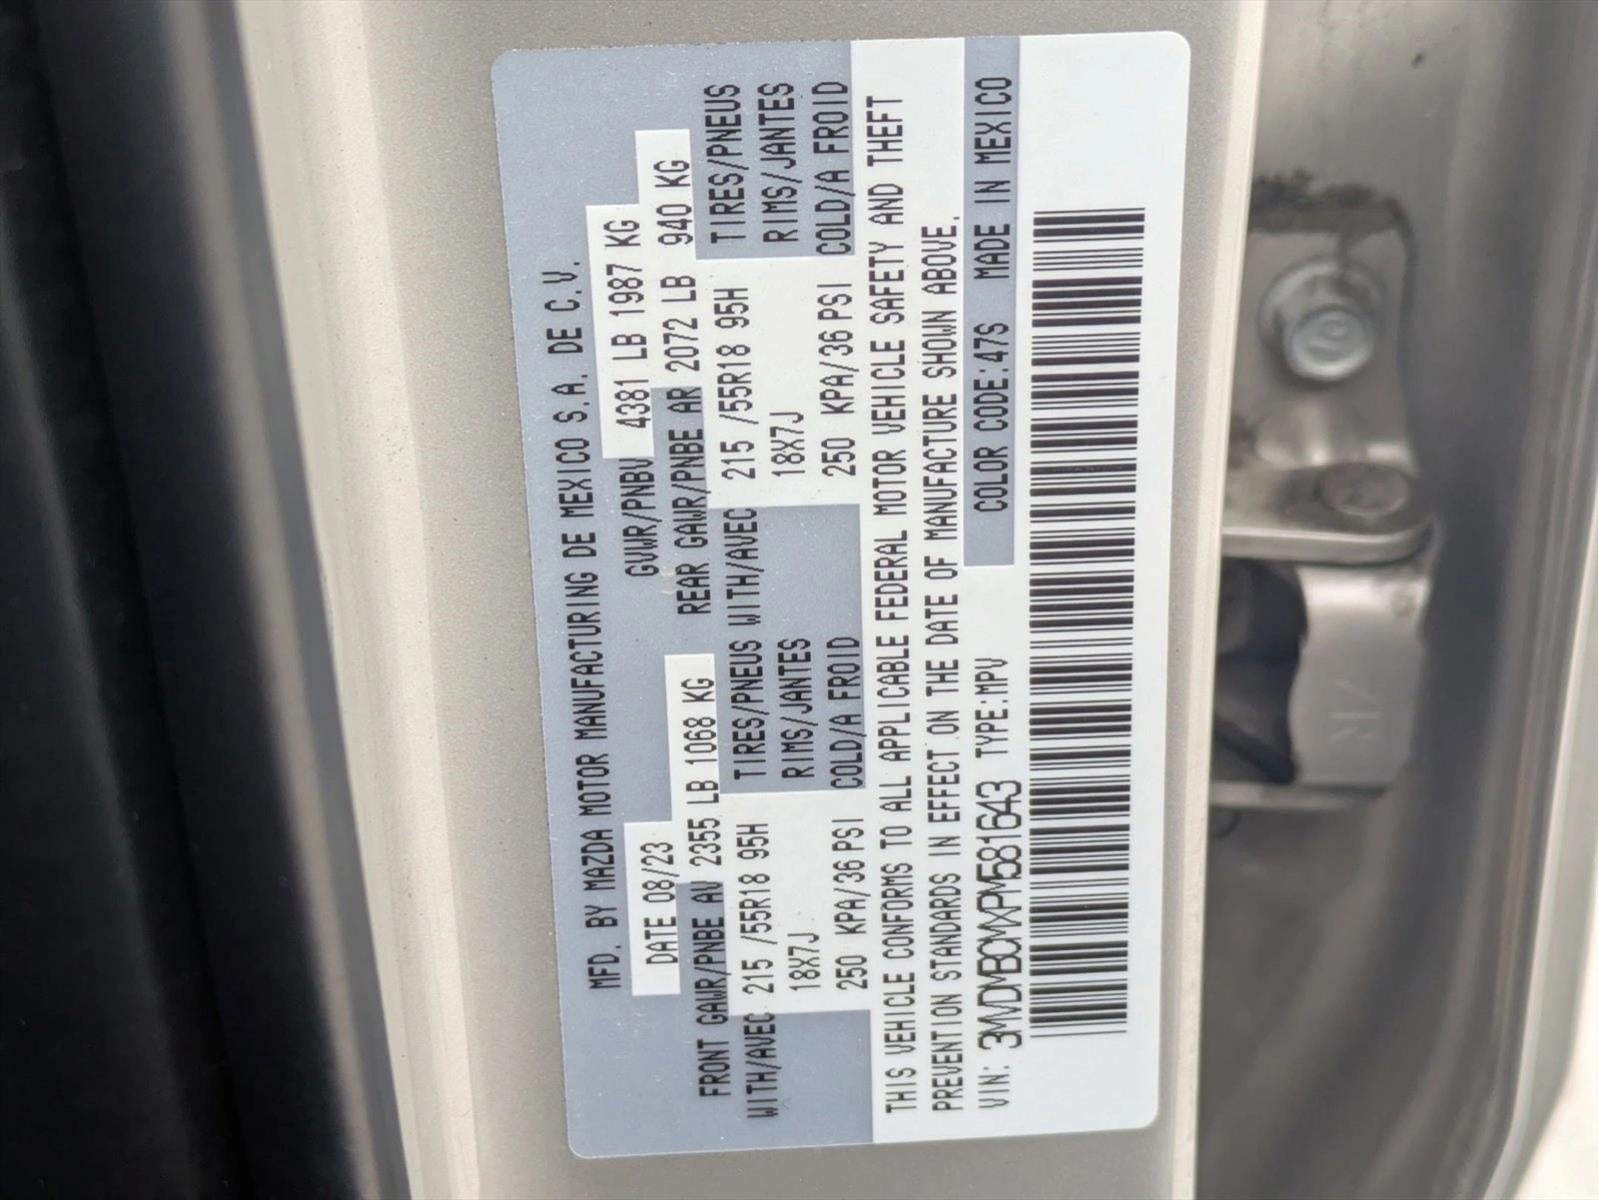 MFD. BY MAZDA MOTOR MANUFACTURING DE MEXICO S.A. DE C.V.
DATE 08/23 GVWR/PNBV 4381 LB 1987 KG
FRONT GAWR/PNBE AV 2355 LB 1068 KG REAR GAWR/PNBE AR 2072 LB 940 KG
WITH/AVEC 215 /55R18 95H TIRES/PNEUS WITH/AVEC 215 /55R18 95H TIRES/PNEUS
18X7J RIMS/JANTES 18X7J RIMS/JANTES
250 KPA/36 PSI COLD/A FROID 250 KPA/36 PSI COLD/A FROID
THIS VEHICLE CONFORMS TO ALL APPLICABLE FEDERAL MOTOR VEHICLE SAFETY AND THEFT
PREVENTION STANDARDS IN EFFECT ON THE DATE OF MANUFACTURE SHOWN ABOVE.
VIN: 3MVDMBCMXPM581643 TYPE:MPV COLOR CODE:47S MADE IN MEXICO